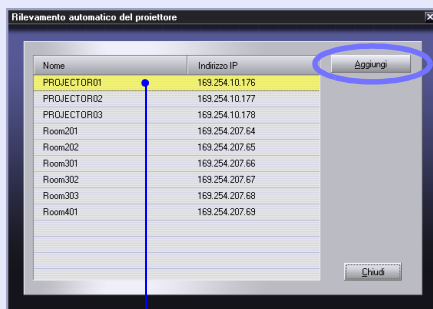 Rilevamento automatico del proiettore
Nome Indirizzo IP Aggiungi
PROJECTOR01 169.254.10.176
PROJECTOR02 169.254.10.177
PROJECTOR03 169.254.10.178
Room201 169.254.207.64
Room202 169.254.207.65
Room301 169.254.207.66
Room302 169.254.207.67
Room303 169.254.207.68
Room401 169.254.207.69
Chiudi